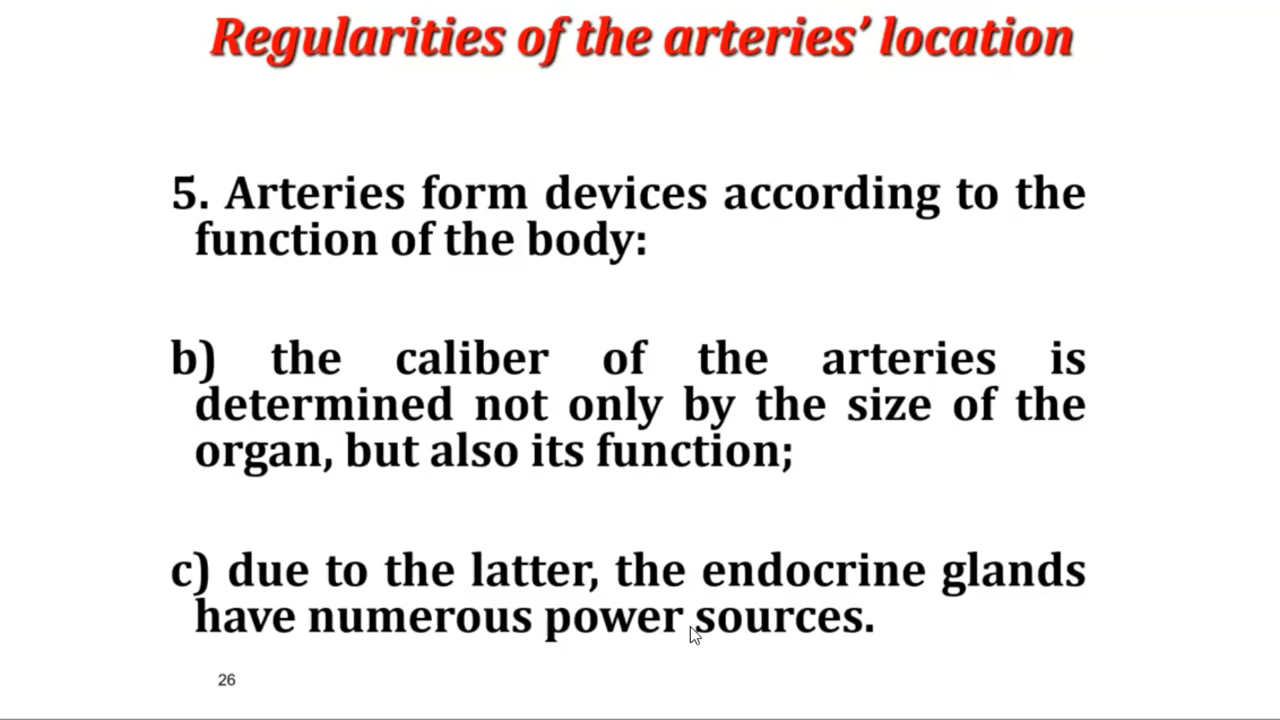 Regularities of the arteries’ location
5. Arteries form devices according to the
function of the body:
b) the caliber of the arteries is
determined not only by the size of the
organ, but also its function;
c) due to the latter, the endocrine glands
have numerous power sources.
26